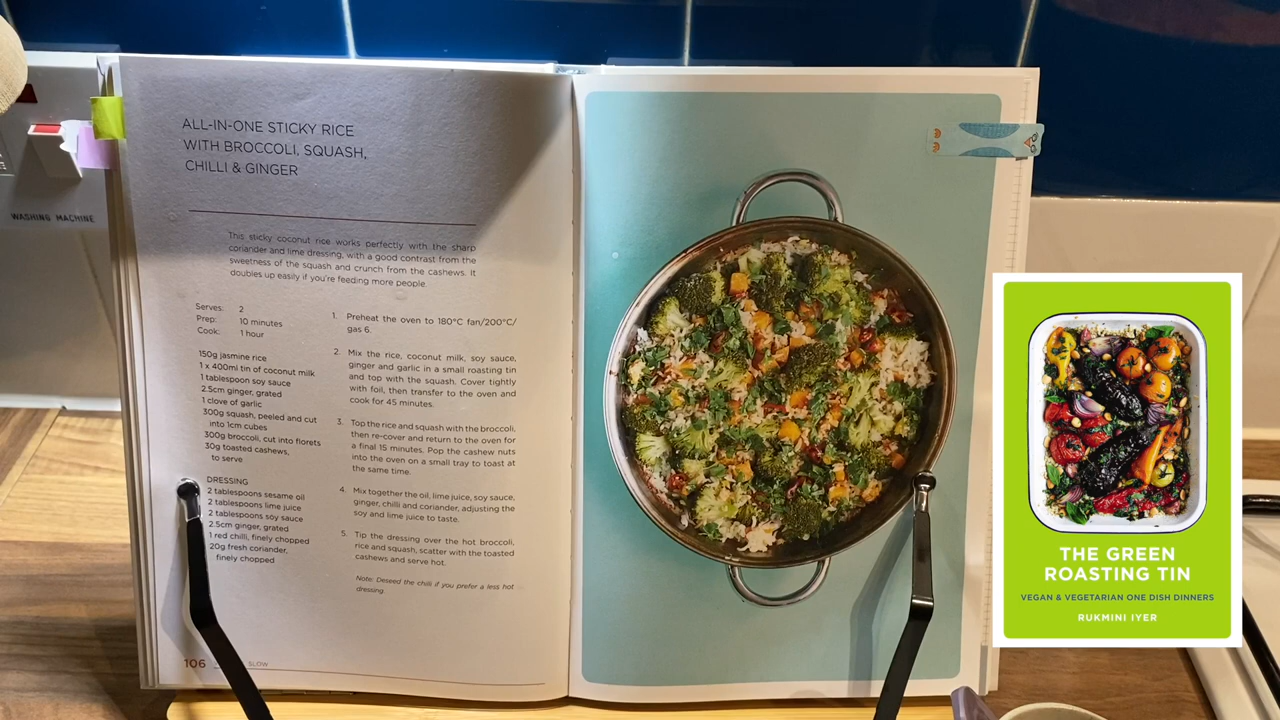 WASHING MACHINE
ALL-IN-ONE STICKY RICE
WITH BROCCOLI, SQUASH,
CHILLI & GINGER
This sticky coconut rice works perfectly with the sharp
coriander and lime dressing, with a good contrast from the
sweetness of the squash and crunch from the cashews. It
doubles up easily if you're feeding more people.
Serves: 2
Prep: 10 minutes
Cook: 1 hour
150g jasmine rice
1 x 400ml tin of coconut milk
1 tablespoon soy sauce
2.5cm ginger, grated
1 clove of garlic
300g squash, peeled and cut
into 1cm cubes
300g broccoli, cut into florets
30g toasted cashews,
to serve
DRESSING
2 tablespoons sesame oil
2 tablespoons lime juice
2 tablespoons soy sauce
2.5cm ginger, grated
1 red chilli, finely chopped
20g fresh coriander,
finely chopped
1. Preheat the oven to 180°C fan/200°C/
gas 6.
2. Mix the rice, coconut milk, soy sauce,
ginger and garlic in a small roasting tin
and top with the squash. Cover tightly
with foil, then transfer to the oven and
cook for 45 minutes.
3. Top the rice and squash with the broccoli,
then re-cover and return to the oven for
a final 15 minutes. Pop the cashew nuts
into the oven on a small tray to toast at
the same time.
4. Mix together the oil, lime juice, soy sauce,
ginger, chilli and coriander, adjusting the
soy and lime juice to taste.
5. Tip the dressing over the hot broccoli,
rice and squash, scatter with the toasted
cashews and serve hot.
Note: Deseed the chilli if you prefer a less hot
dressing.
106 SLOW
THE GREEN
ROASTING TIN
VEGAN & VEGETARIAN ONE DISH DINNERS
RUKMINI IYER